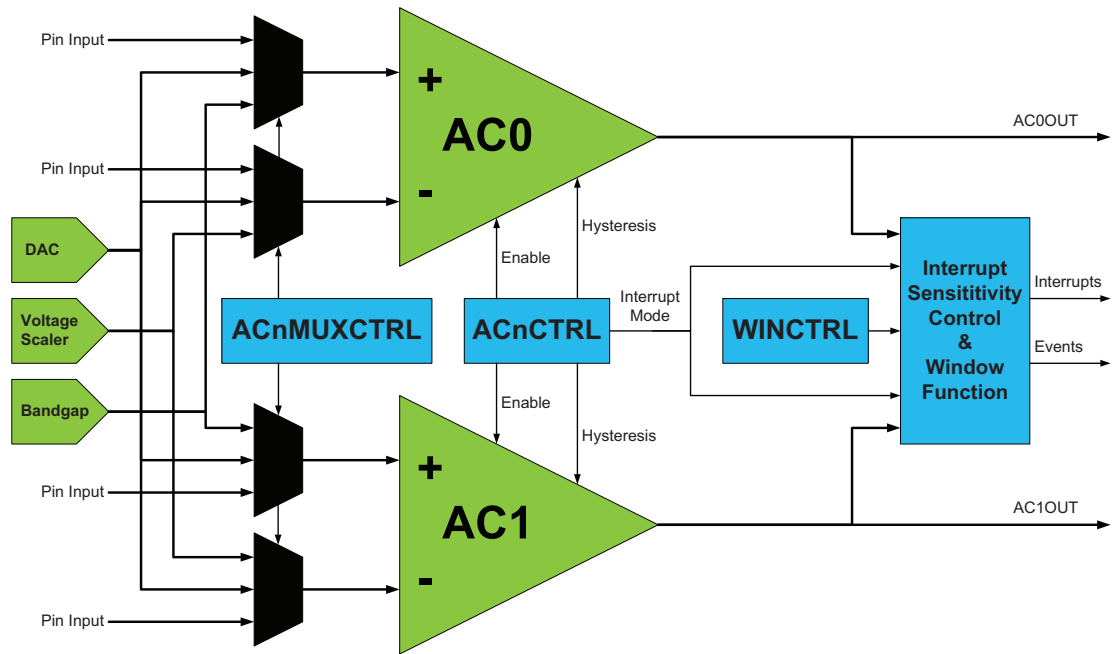 Pin Input
+
AC0
-
AC0OUT
Pin Input
DAC
Voltage
Scaler
Bandgap
ACnMUXCTRL
Enable
Hysteresis
ACnCTRL
Interrupt
Mode
WINCTRL
Interrupt
Sensititivity
Control
&
Window
Function
Interrupts
Events
Enable
Hysteresis
Pin Input
+
AC1
-
AC1OUT
Pin Input